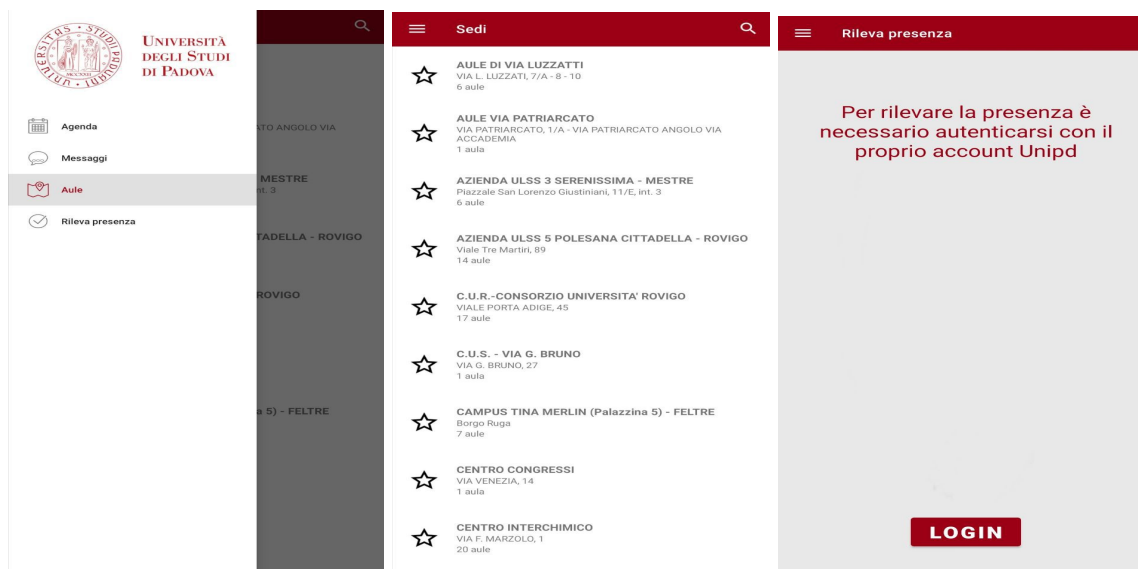 UNIVERSITÀ
DEGLI STUDI
DI PADOVA
Agenda
Messaggi
Aule
Rileva presenza
TO ANGOLO VIA
MESTRE
nt. 3
TADELLA - ROVIGO
ROVIGO
a 5) - FELTRE
Sedi
AULE DI VIA LUZZATTI
VIA L. LUZZATI, 7/A - 8 - 10
6 aule
AULE VIA PATRIARCATO
VIA PATRIARCATO, 1/A - VIA PATRIARCATO ANGOLO VIA
ACCADEMIA
1 aula
AZIENDA ULSS 3 SERENISSIMA - MESTRE
Piazzale San Lorenzo Giustiniani, 11/E, int. 3
6 aule
AZIENDA ULSS 5 POLESANA CITTADELLA - ROVIGO
Viale Tre Martiri, 89
14 aule
C.U.R.-CONSORZIO UNIVERSITA' ROVIGO
VIALE PORTA ADIGE, 45
17 aule
C.U.S. - VIA G. BRUNO
VIA G. BRUNO, 27
1 aula
CAMPUS TINA MERLIN (Palazzina 5) - FELTRE
Borgo Ruga
7 aule
CENTRO CONGRESSI
VIA VENEZIA, 14
1 aula
CENTRO INTERCHIMICO
VIA F. MARZOLO, 1
20 aule
Rileva presenza
Per rilevare la presenza è
necessario autenticarsi con il
proprio account Unipd
LOGIN